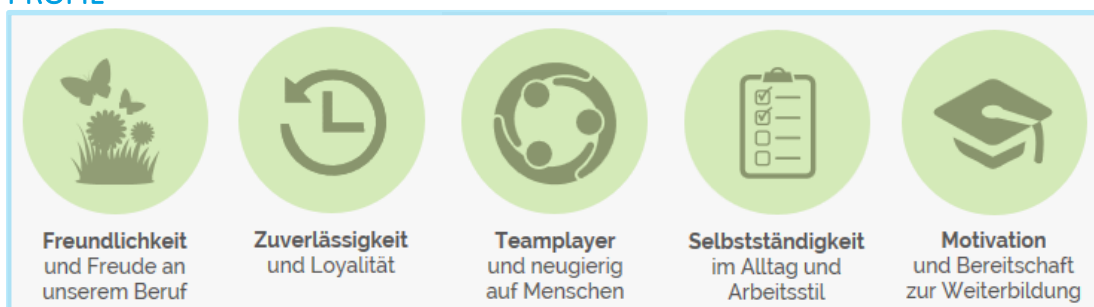 Freundlichkeit
und Freude an
unserem Beruf
Zuverlässigkeit
und Loyalität
Teamplayer
und neugierig
auf Menschen
Selbstständigkeit
im Alltag und
Arbeitsstil
Motivation
und Bereitschaft
zur Weiterbildung